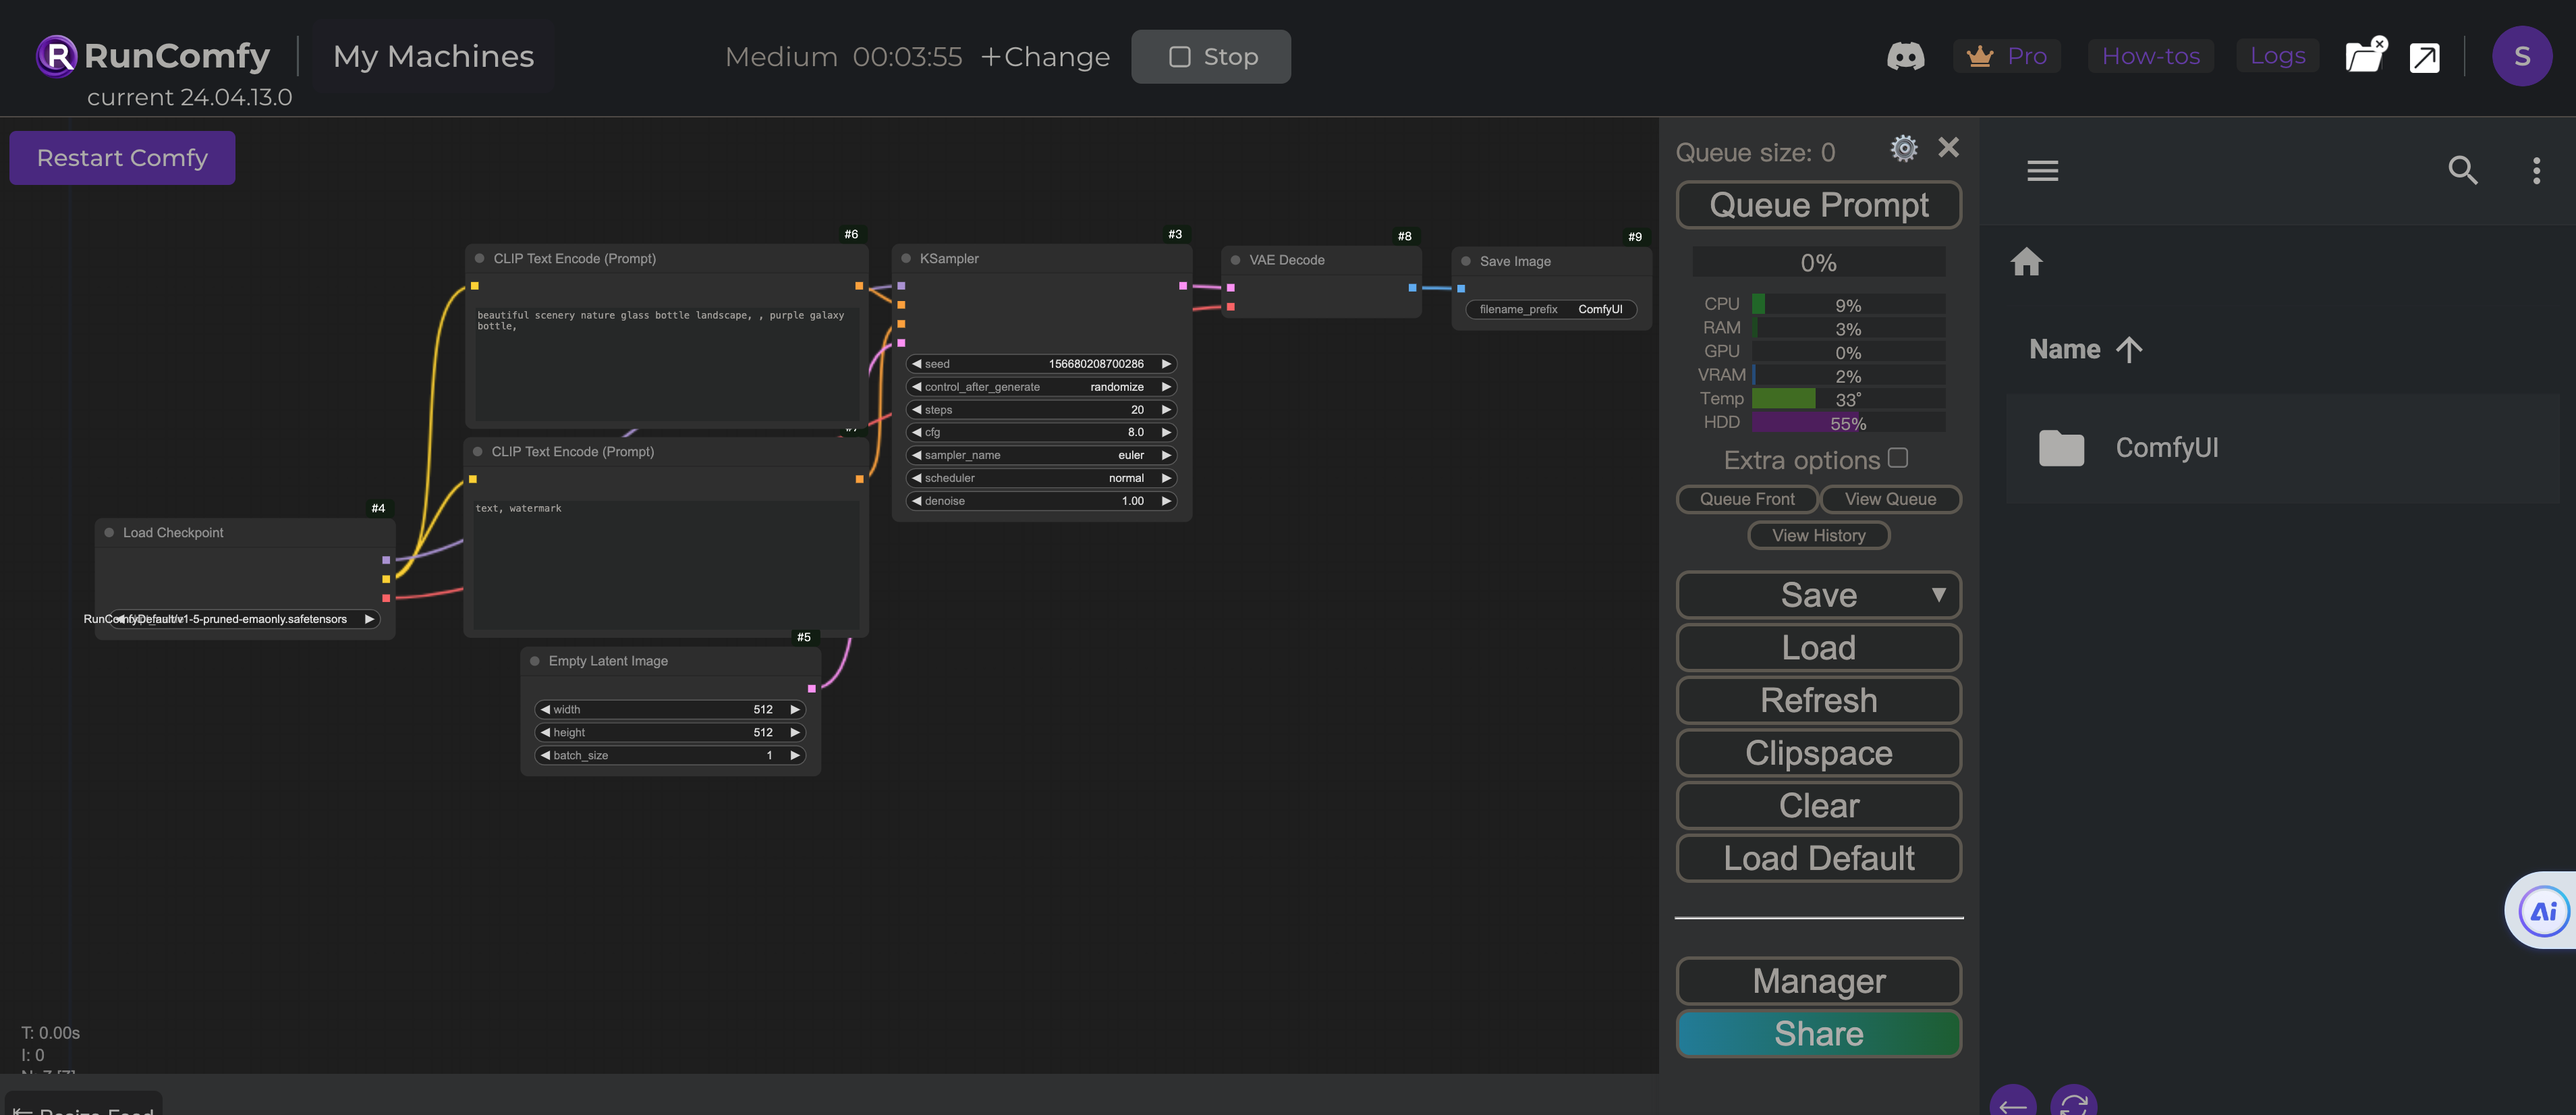 RunComfy
My Machines
Medium 00:03:55 +Change
Stop
Pro
How-tos
Logs
S
current 24.04.13.0
Restart Comfy
#6
CLIP Text Encode (Prompt)
beautiful scenery nature glass bottle landscape, , purple galaxy
bottle,
CLIP Text Encode (Prompt)
text, watermark
#4
Load Checkpoint
v1-5-pruned-emaonly.safetensors
#5
Empty Latent Image
width 512
height 512
batch_size 1
#3
KSampler
seed 156680208700286
control_after_generate randomize
steps 20
cfg 8.0
sampler_name euler
scheduler normal
denoise 1.00
#8
VAE Decode
#9
Save Image
filename_prefix ComfyUI
T: 0.00s
I: 0
Queue size: 0
Queue Prompt
0%
CPU 9%
RAM 3%
GPU 0%
VRAM 2%
Temp 33°
HDD 55%
Extra options
Queue Front
View Queue
View History
Save
Load
Refresh
Clipspace
Clear
Load Default
Manager
Share
Name
ComfyUI
Ai